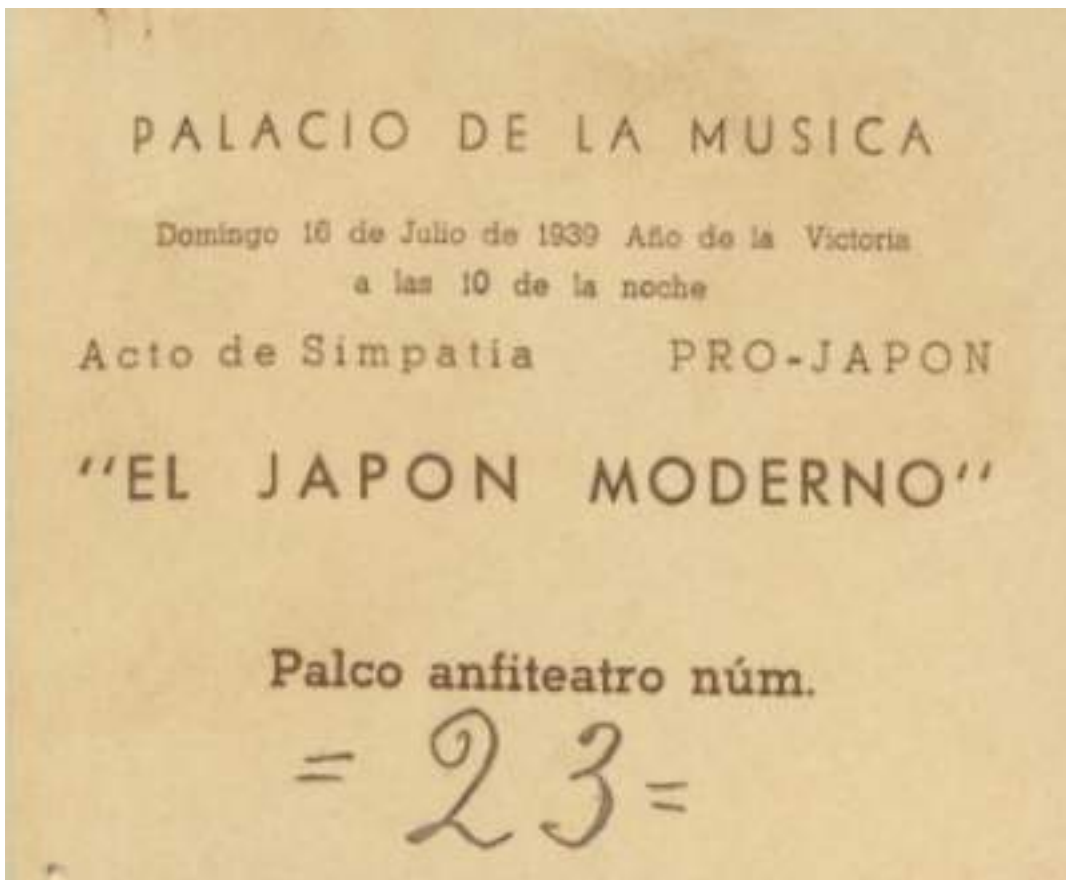 PALACIO DE LA MUSICA
Domingo 16 de Julio de 1939 Año de la Victoria
a las 10 de la noche
Acto de Simpatía PRO-JAPON
"EL JAPON MODERNO"
Palco anfiteatro núm.
= 23 =